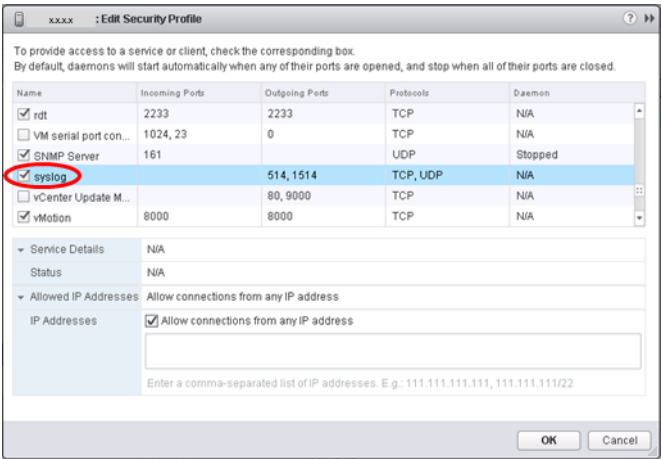 x.x.x.x : Edit Security Profile ?
To provide access to a service or client, check the corresponding box.
By default, daemons will start automatically when any of their ports are opened, and stop when all of their ports are closed.
Name Incoming Ports Outgoing Ports Protocols Daemon
rdt 2233 2233 TCP N/A
VM serial port con... 1024, 23 0 TCP N/A
SNMP Server 161 UDP Stopped
syslog 514, 1514 TCP, UDP N/A
vCenter Update M... 80, 9000 TCP N/A
vMotion 8000 8000 TCP N/A
Service Details N/A
Status N/A
Allowed IP Addresses Allow connections from any IP address
IP Addresses Allow connections from any IP address
Enter a comma-separated list of IP addresses. E.g.: 111.111.111.111, 111.111.111/22
OK Cancel